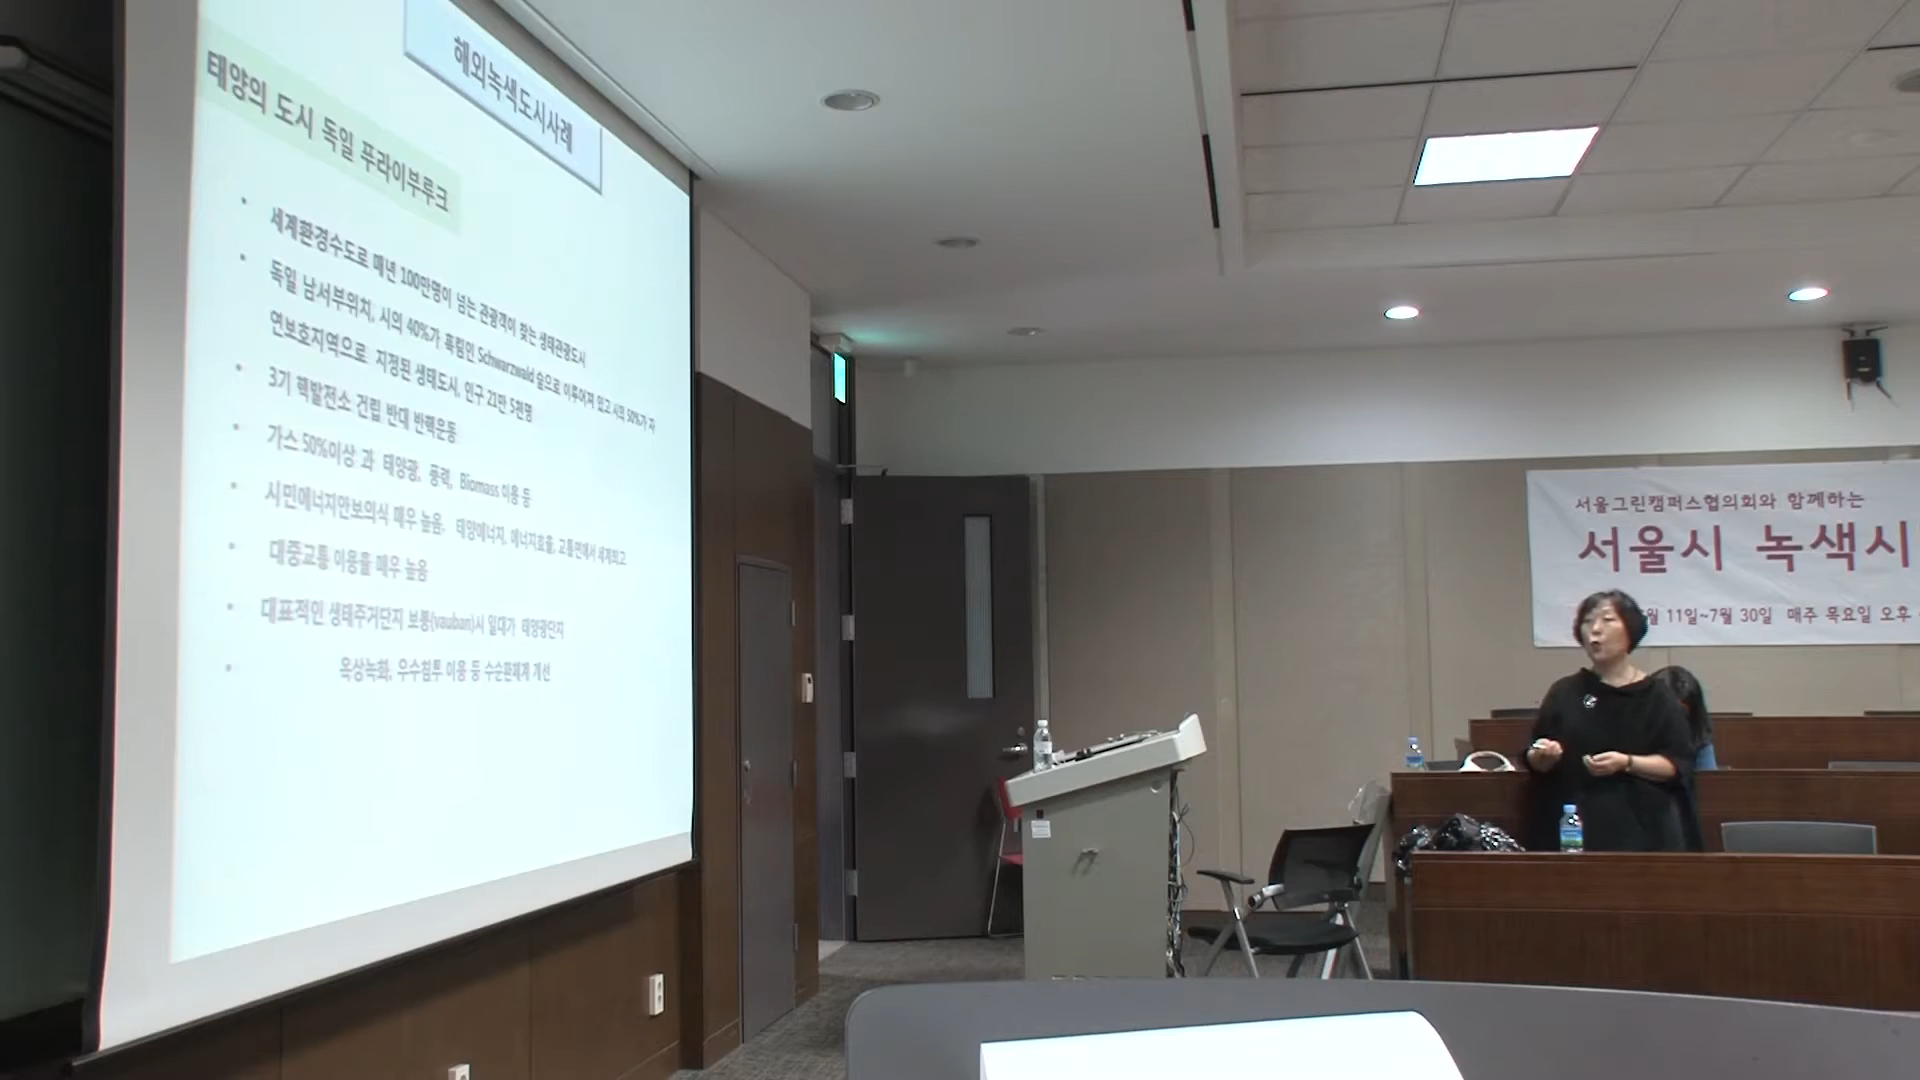 해외녹색도시사례
태양의 도시 독일 푸라이부루크
• 세계환경수도로 매년 100만명이 넘는 관광객이 찾는 생태관광도시
• 독일 남서부위치, 시의 40%가 흑림인 Schwarzwald 숲으로 이루어져 있고 시의 50%가 자
연보호지역으로 지정된 생태도시, 인구 21만 5천명
• 3기 핵발전소 건립 반대 반핵운동
• 가스 50%이상 과 태양광, 풍력, Biomass 이용 등
• 시민에너지안보의식 매우 높음, 태양에너지, 에너지효율, 교통면에서 세계최고
• 대중교통 이용률 매우 높음
• 대표적인 생태주거단지 보봉(vauban)시 일대가 태양광단지
• 옥상녹화, 우수침투 이용 등 수순환체계 개선
서울그린캠퍼스협의회와 함께하는
서울시 녹색시
월 11일~7월 30일 매주 목요일 오후